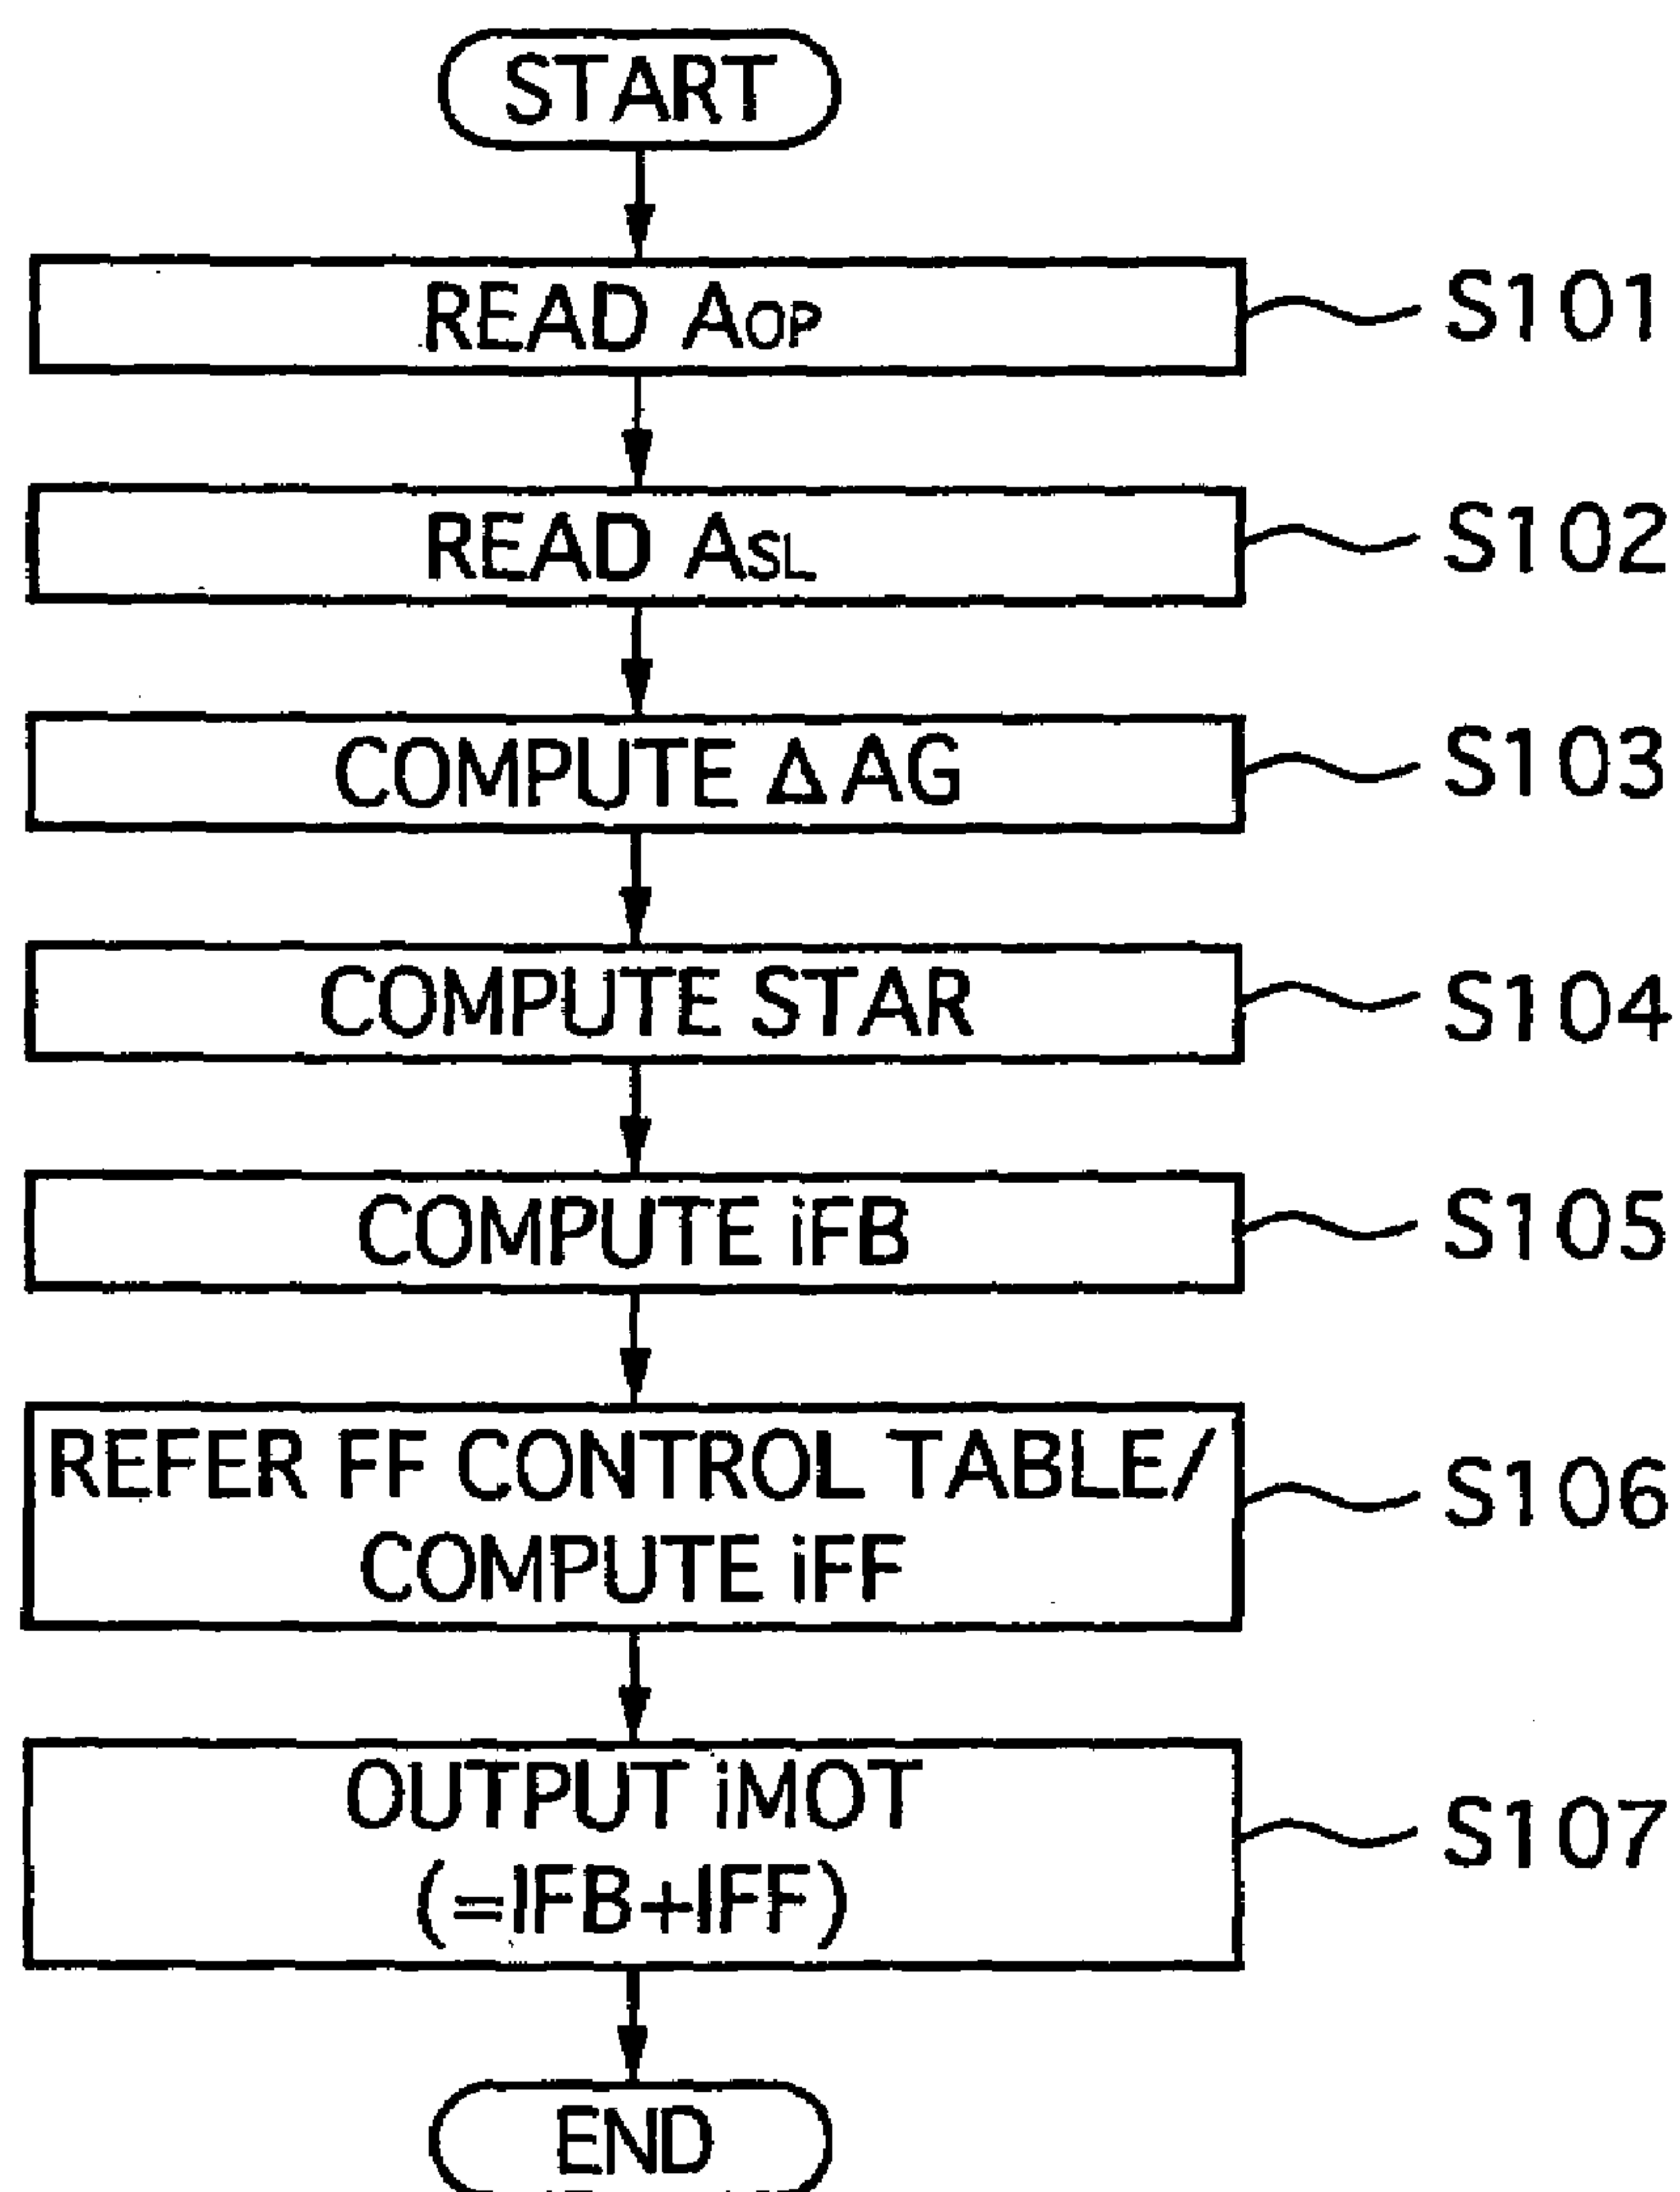 START
READ AOP S101
READ ASL S102
COMPUTE Δ AG S103
COMPUTE STAR S104
COMPUTE iFB S105
REFER FF CONTROL TABLE/
COMPUTE iFF S106
OUTPUT iMOT
(=IFB+IFF) S107
END